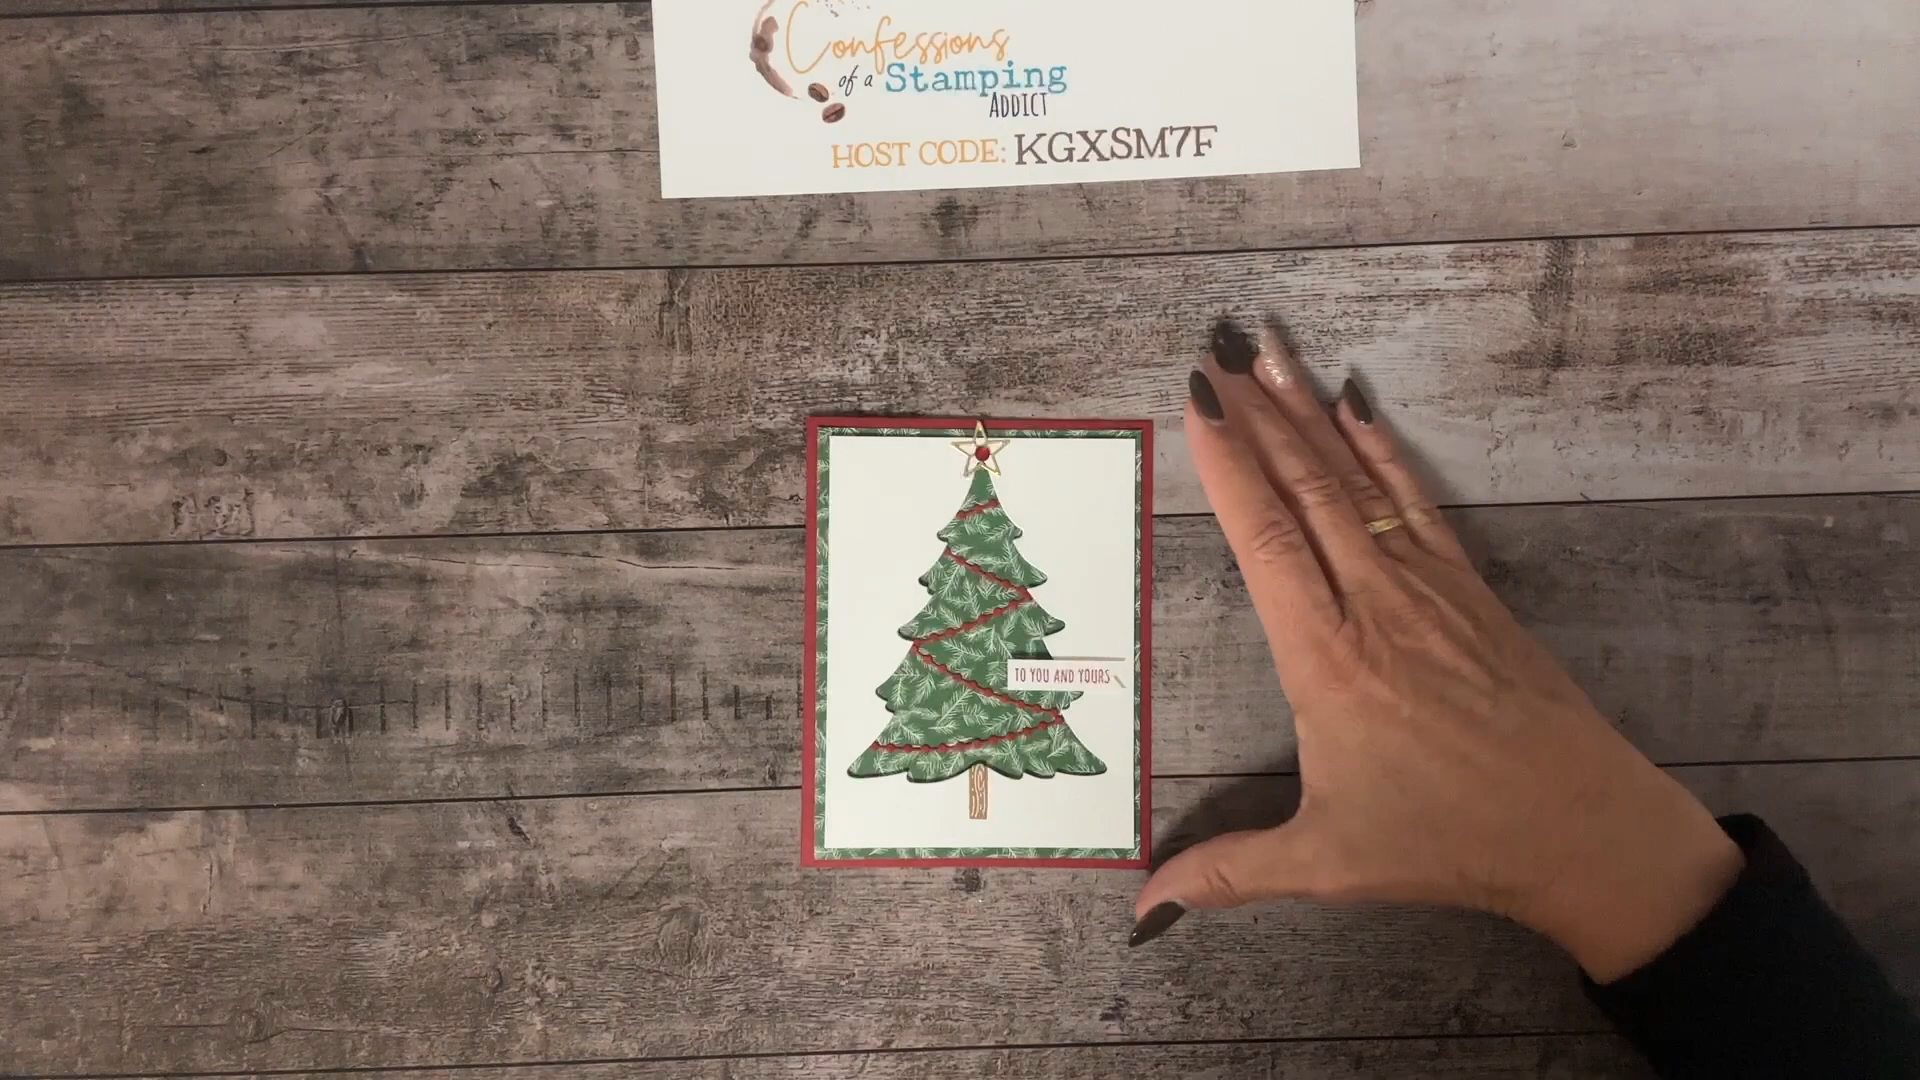 Confessions
of a Stamping
ADDICT
HOST CODE: KGXSM7F
TO YOU AND YOURS